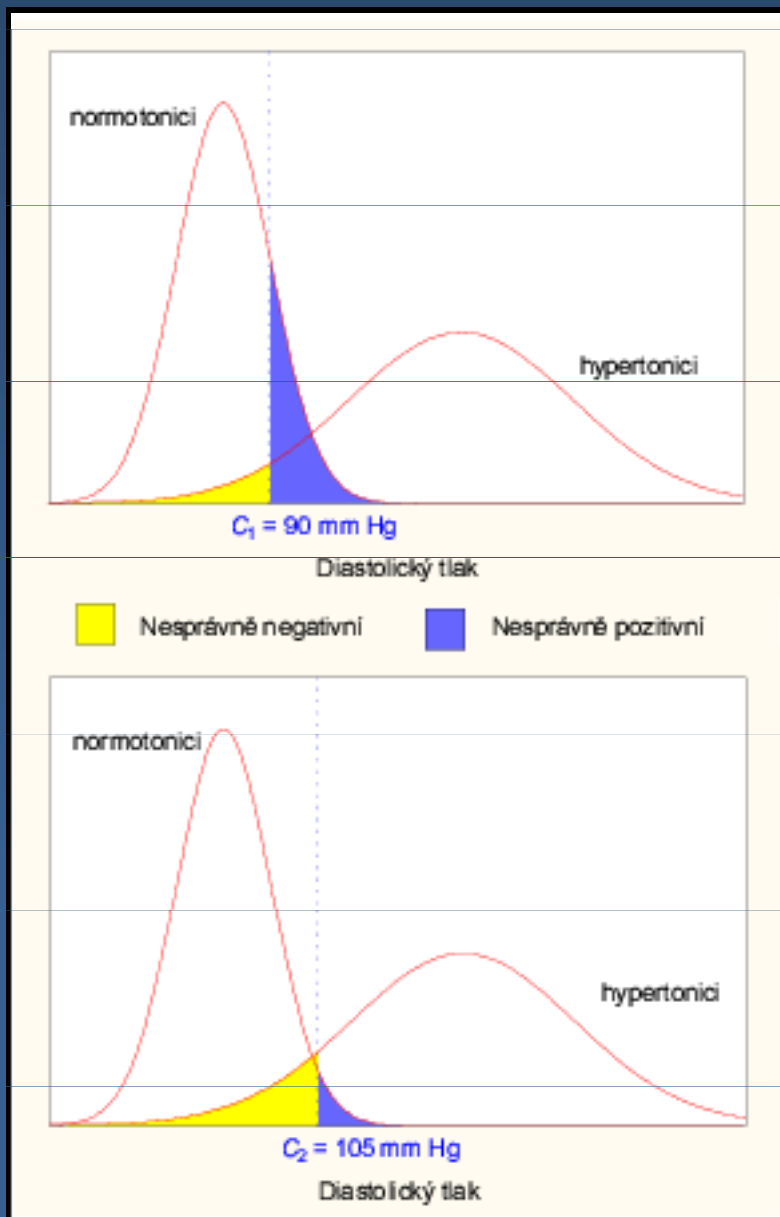 normotonici
hypertonici
C₁ = 90 mm Hg
Diastolický tlak
Nesprávně negativní
Nesprávně pozitivní
normotonici
hypertonici
C₂ = 105 mm Hg
Diastolický tlak